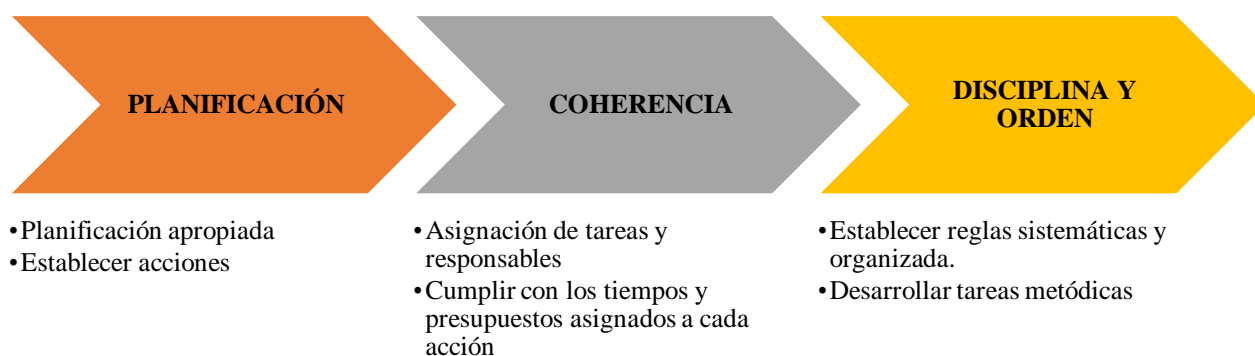 PLANIFICACIÓN
•Planificación apropiada
•Establecer acciones
COHERENCIA
•Asignación de tareas y
responsables
•Cumplir con los tiempos y
presupuestos asignados a cada
acción
DISCIPLINA Y
ORDEN
•Establecer reglas sistemáticas y
organizada.
•Desarrollar tareas metódicas